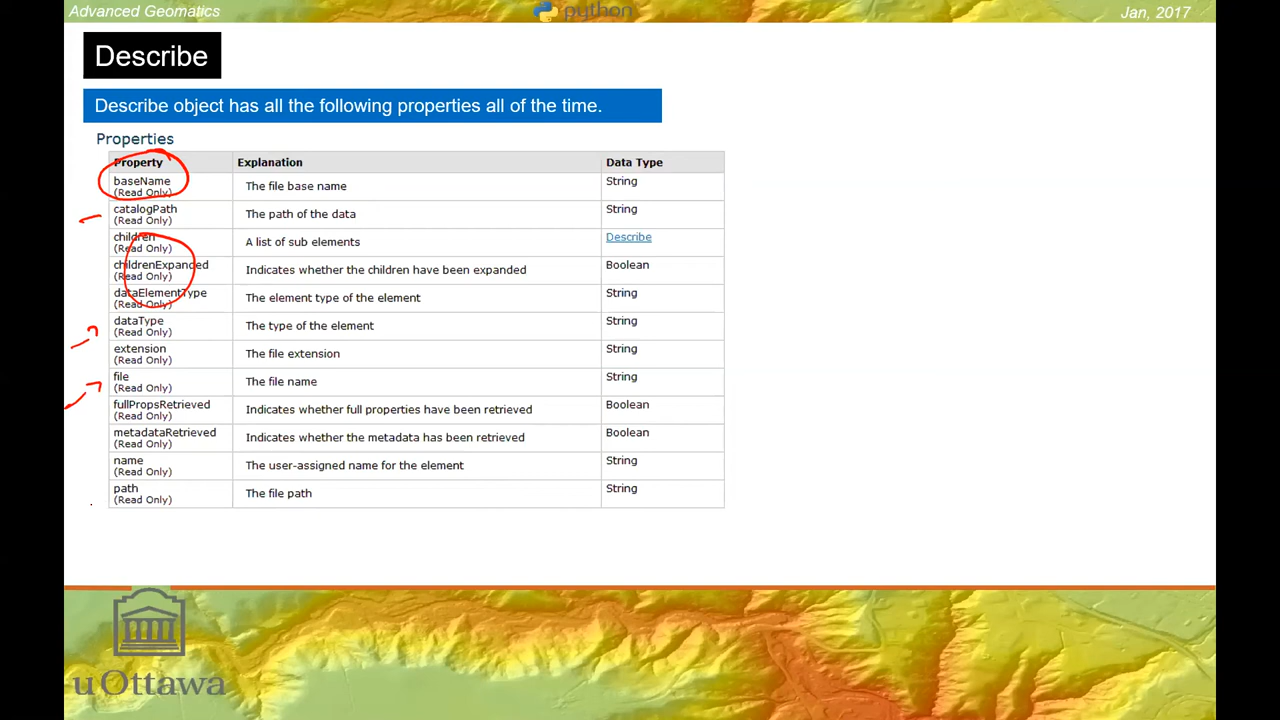 Advanced Geomatics python Jan, 2017
Describe
Describe object has all the following properties all of the time.
Properties
Property Explanation Data Type
baseName The file base name String
(Read Only)
catalogPath The path of the data String
(Read Only)
children A list of sub elements Describe
(Read Only)
childrenExpanded Indicates whether the children have been expanded Boolean
(Read Only)
dataElementType The element type of the element String
(Read Only)
dataType The type of the element String
(Read Only)
extension The file extension String
(Read Only)
file The file name String
(Read Only)
fullPropsRetrieved Indicates whether full properties have been retrieved Boolean
(Read Only)
metadataRetrieved Indicates whether the metadata has been retrieved Boolean
(Read Only)
name The user-assigned name for the element String
(Read Only)
path The file path String
(Read Only)
uOttawa